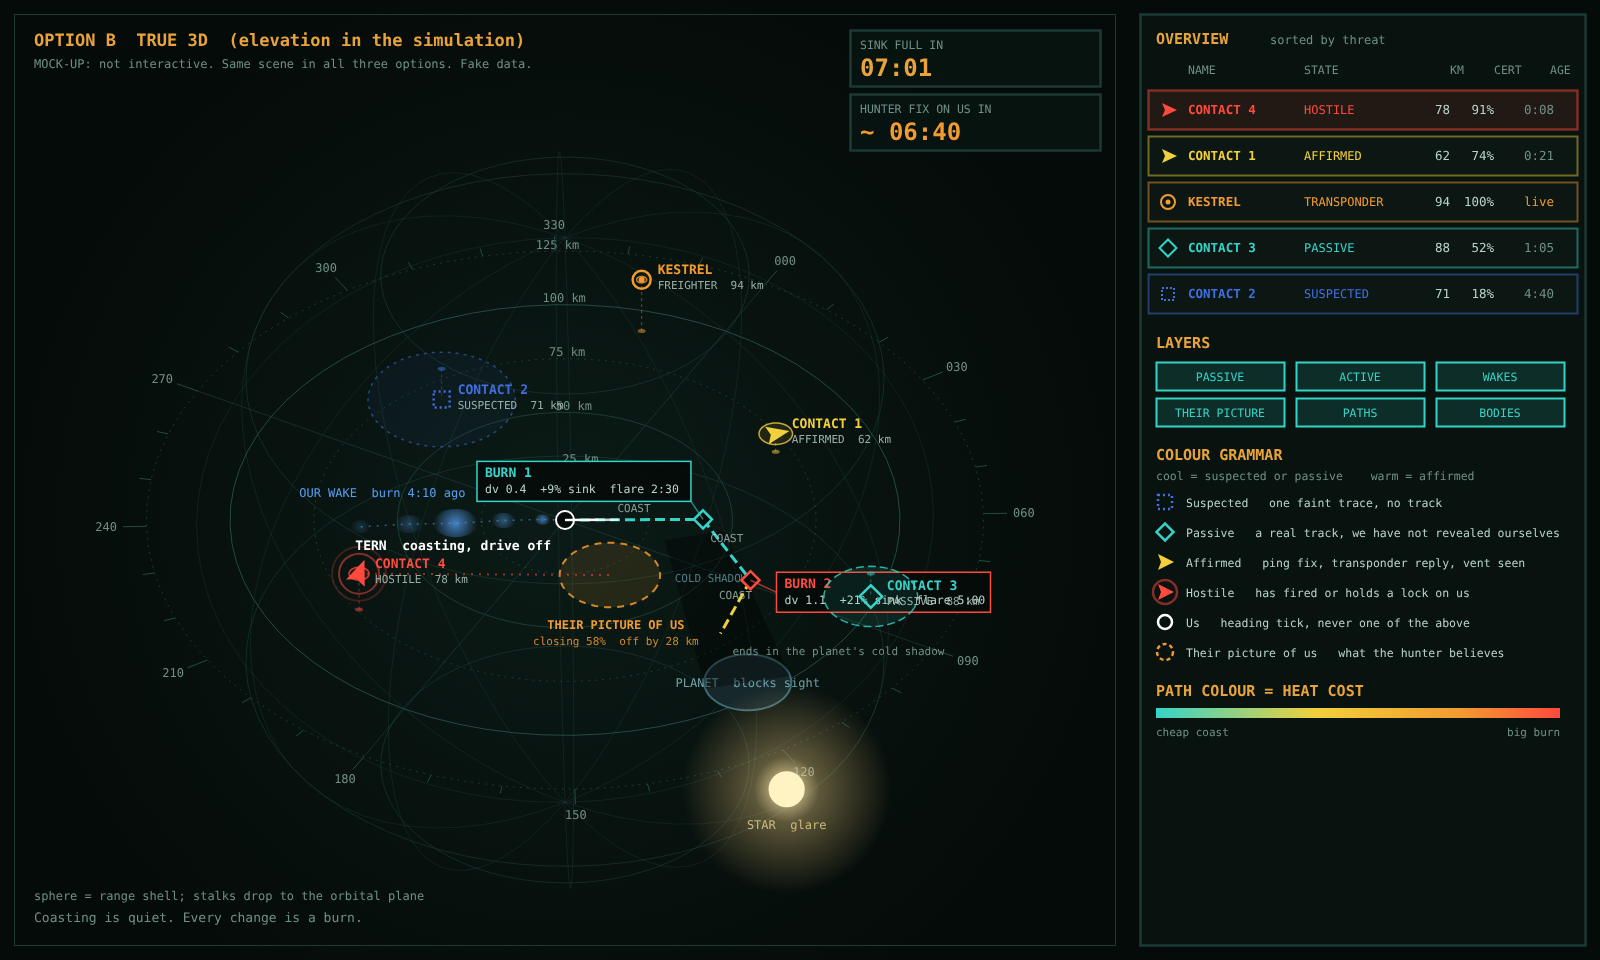 OPTION B  TRUE 3D  (elevation in the simulation)
MOCK-UP: not interactive. Same scene in all three options. Fake data.
SINK FULL IN
07:01
HUNTER FIX ON US IN
~ 06:40
330
125 km
000
300
KESTREL
FREIGHTER  94 km
100 km
75 km
030
270
CONTACT 2
SUSPECTED  71 km
50 km
CONTACT 1
AFFIRMED  62 km
25 km
BURN 1
dv 0.4  +9% sink  flare 2:30
OUR WAKE  burn 4:10 ago
COAST
060
240
COAST
TERN  coasting, drive off
CONTACT 4
HOSTILE  78 km
COLD SHADOW
COAST
BURN 2
dv 1.1  +21% sink  flare 5:00
CONTACT 3
PASSIVE  88 km
THEIR PICTURE OF US
closing 58%  off by 28 km
ends in the planet's cold shadow
090
210
PLANET  blocks sight
180
120
150
STAR  glare
sphere = range shell; stalks drop to the orbital plane
Coasting is quiet. Every change is a burn.
OVERVIEW  sorted by threat
NAME  STATE  KM  CERT  AGE
CONTACT 4  HOSTILE  78  91%  0:08
CONTACT 1  AFFIRMED  62  74%  0:21
KESTREL  TRANSPONDER  94  100%  live
CONTACT 3  PASSIVE  88  52%  1:05
CONTACT 2  SUSPECTED  71  18%  4:40
LAYERS
PASSIVE  ACTIVE  WAKES
THEIR PICTURE  PATHS  BODIES
COLOUR GRAMMAR
cool = suspected or passive  warm = affirmed
Suspected  one faint trace, no track
Passive  a real track, we have not revealed ourselves
Affirmed  ping fix, transponder reply, vent seen
Hostile  has fired or holds a lock on us
Us  heading tick, never one of the above
Their picture of us  what the hunter believes
PATH COLOUR = HEAT COST
cheap coast  big burn